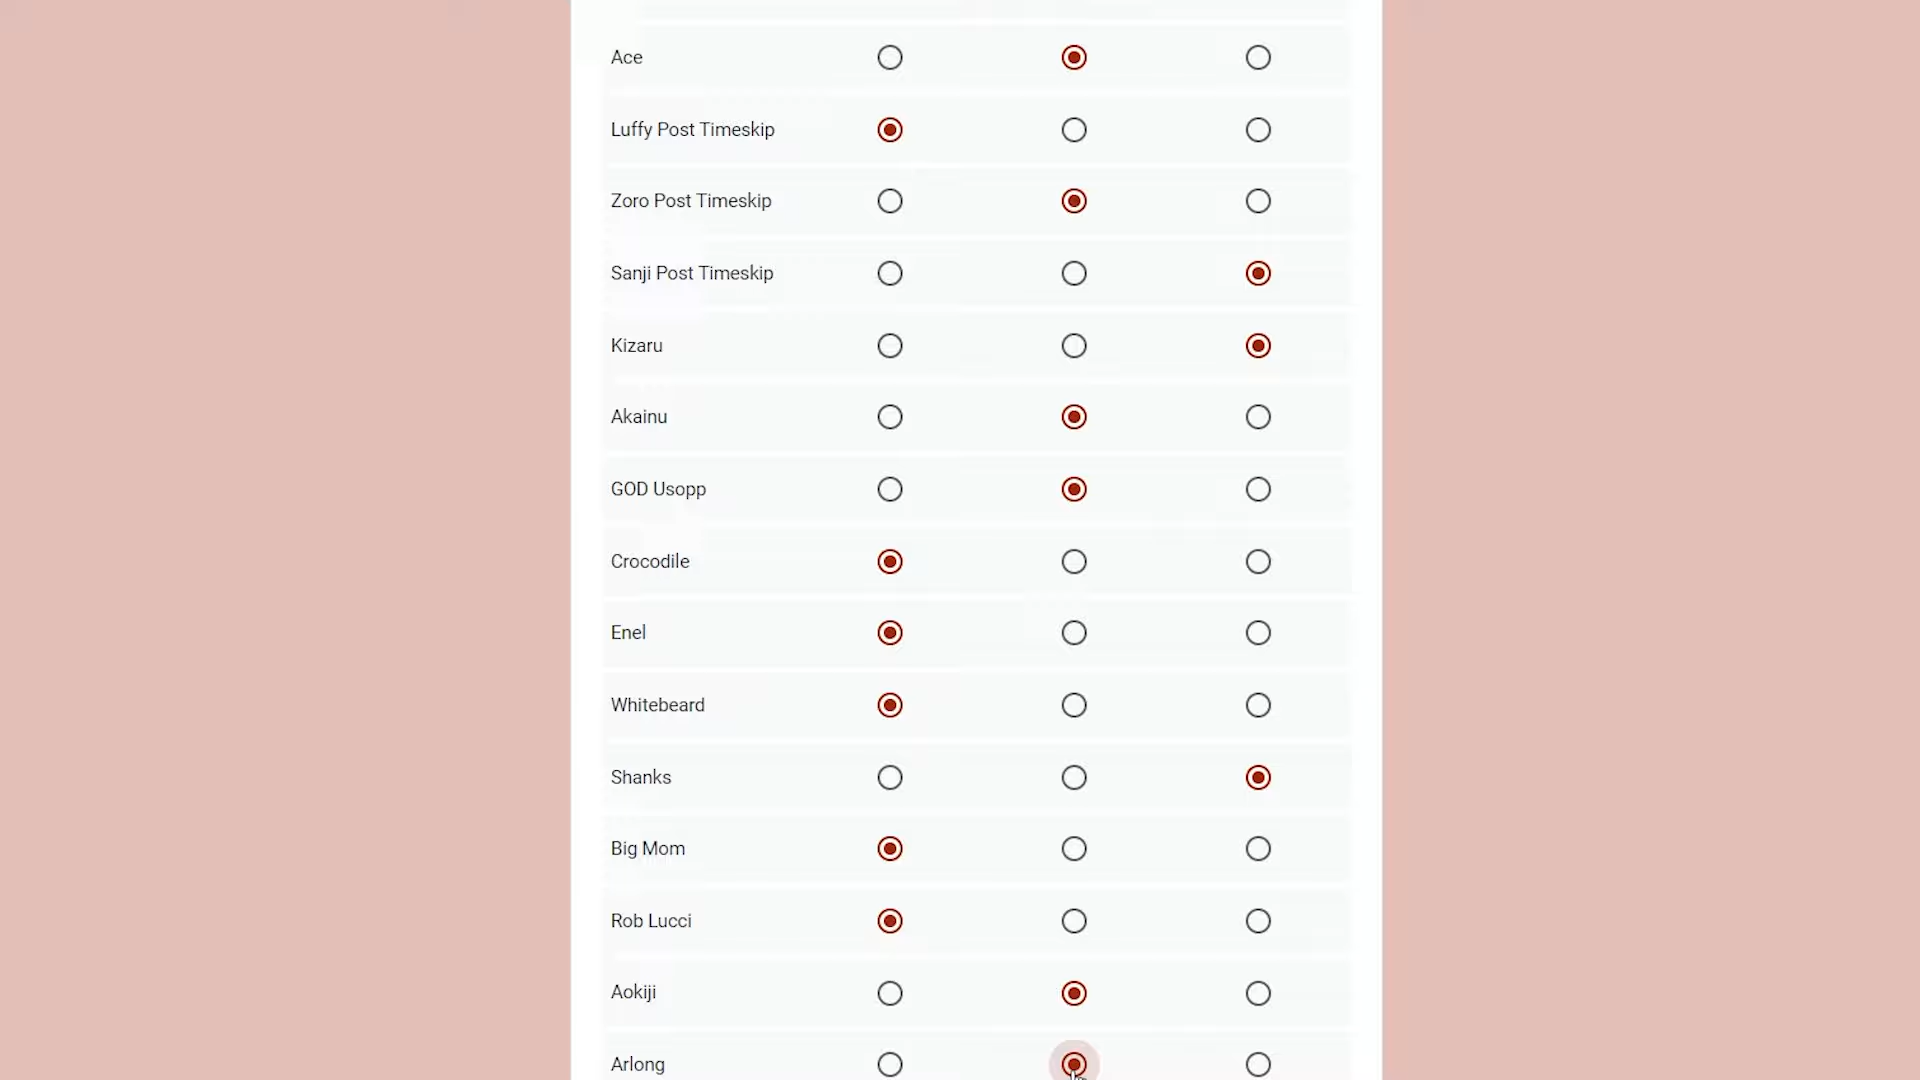 Ace
Luffy Post Timeskip
Zoro Post Timeskip
Sanji Post Timeskip
Kizaru
Akainu
GOD Usopp
Crocodile
Enel
Whitebeard
Shanks
Big Mom
Rob Lucci
Aokiji
Arlong